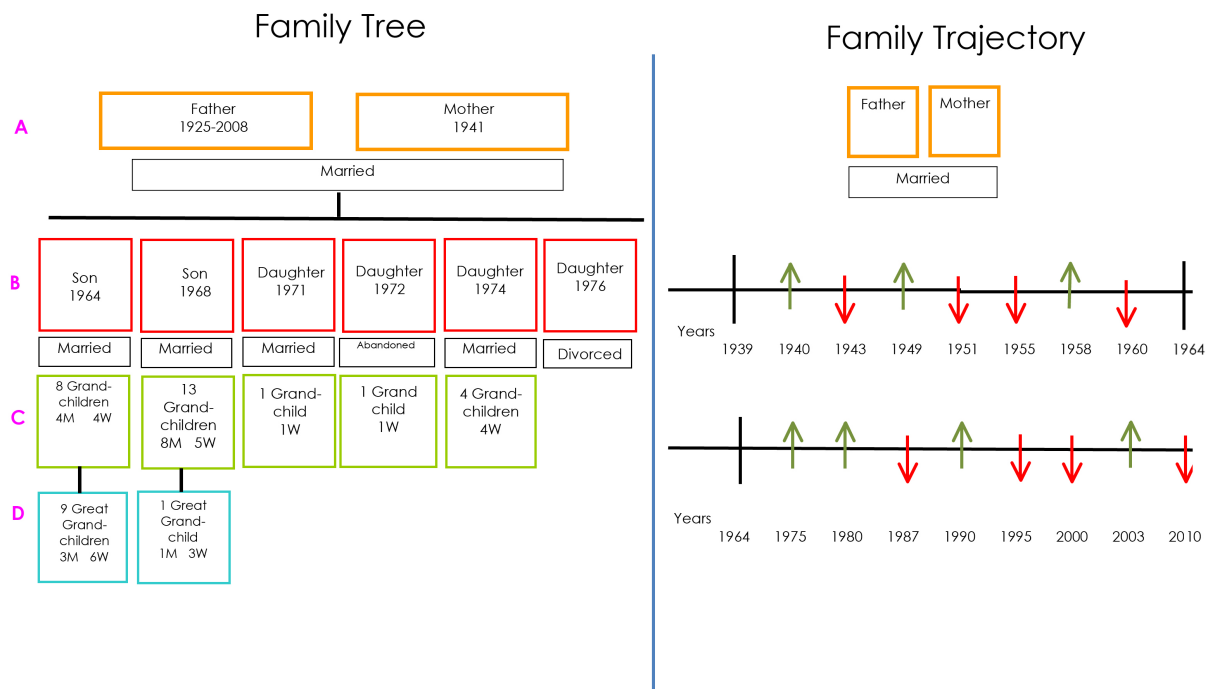 Family Tree
A
Father
1925-2008
Mother
1941
Married
B
Son
1964
Son
1968
Daughter
1971
Daughter
1972
Daughter
1974
Daughter
1976
Married
Married
Married
Abandoned
Married
Divorced
C
8 Grand-
children
4M 4W
13
Grand-
children
8M 5W
1 Grand-
child
1W
1 Grand
child
1W
4 Grand-
children
4W
D
9 Great
Grand-
children
3M 6W
1 Great
Grand-
child
1M 3W
Family Trajectory
Father
Mother
Married
Years
1939 1940 1943 1949 1951 1955 1958 1960 1964
Years
1964 1975 1980 1987 1990 1995 2000 2003 2010